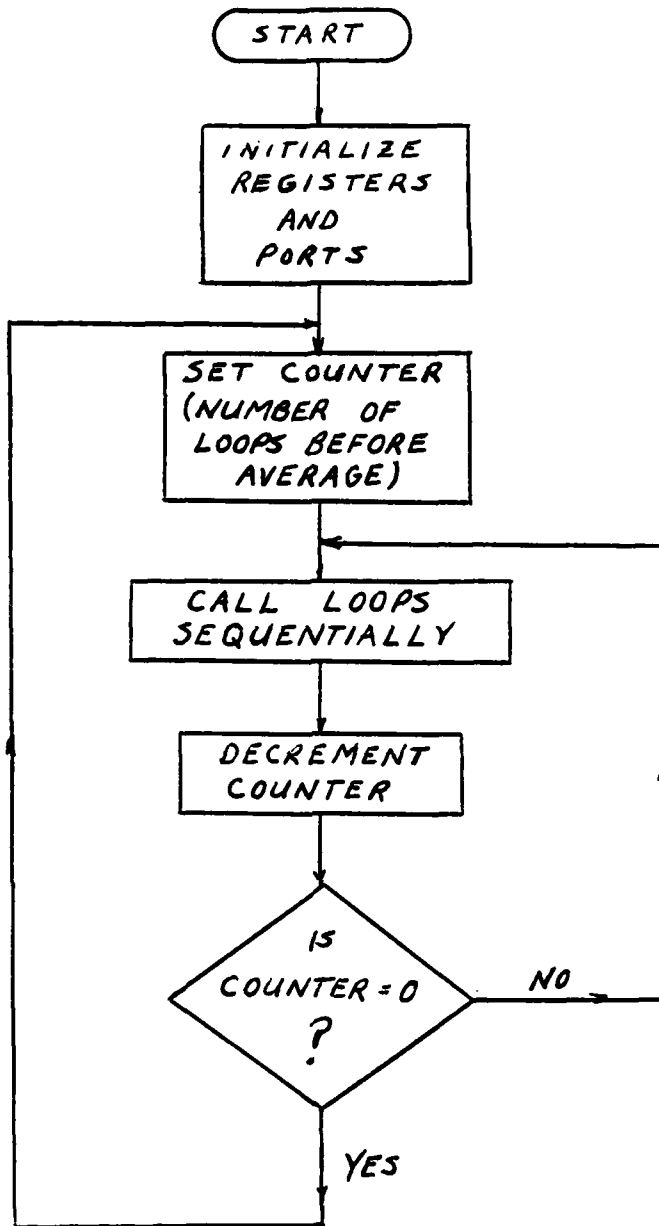 START
INITIALIZE
REGISTERS
AND
PORTS
SET COUNTER
(NUMBER OF
LOOPS BEFORE
AVERAGE)
CALL LOOPS
SEQUENTIALLY
DECREMENT
COUNTER
IS
COUNTER = 0
?
NO
YES